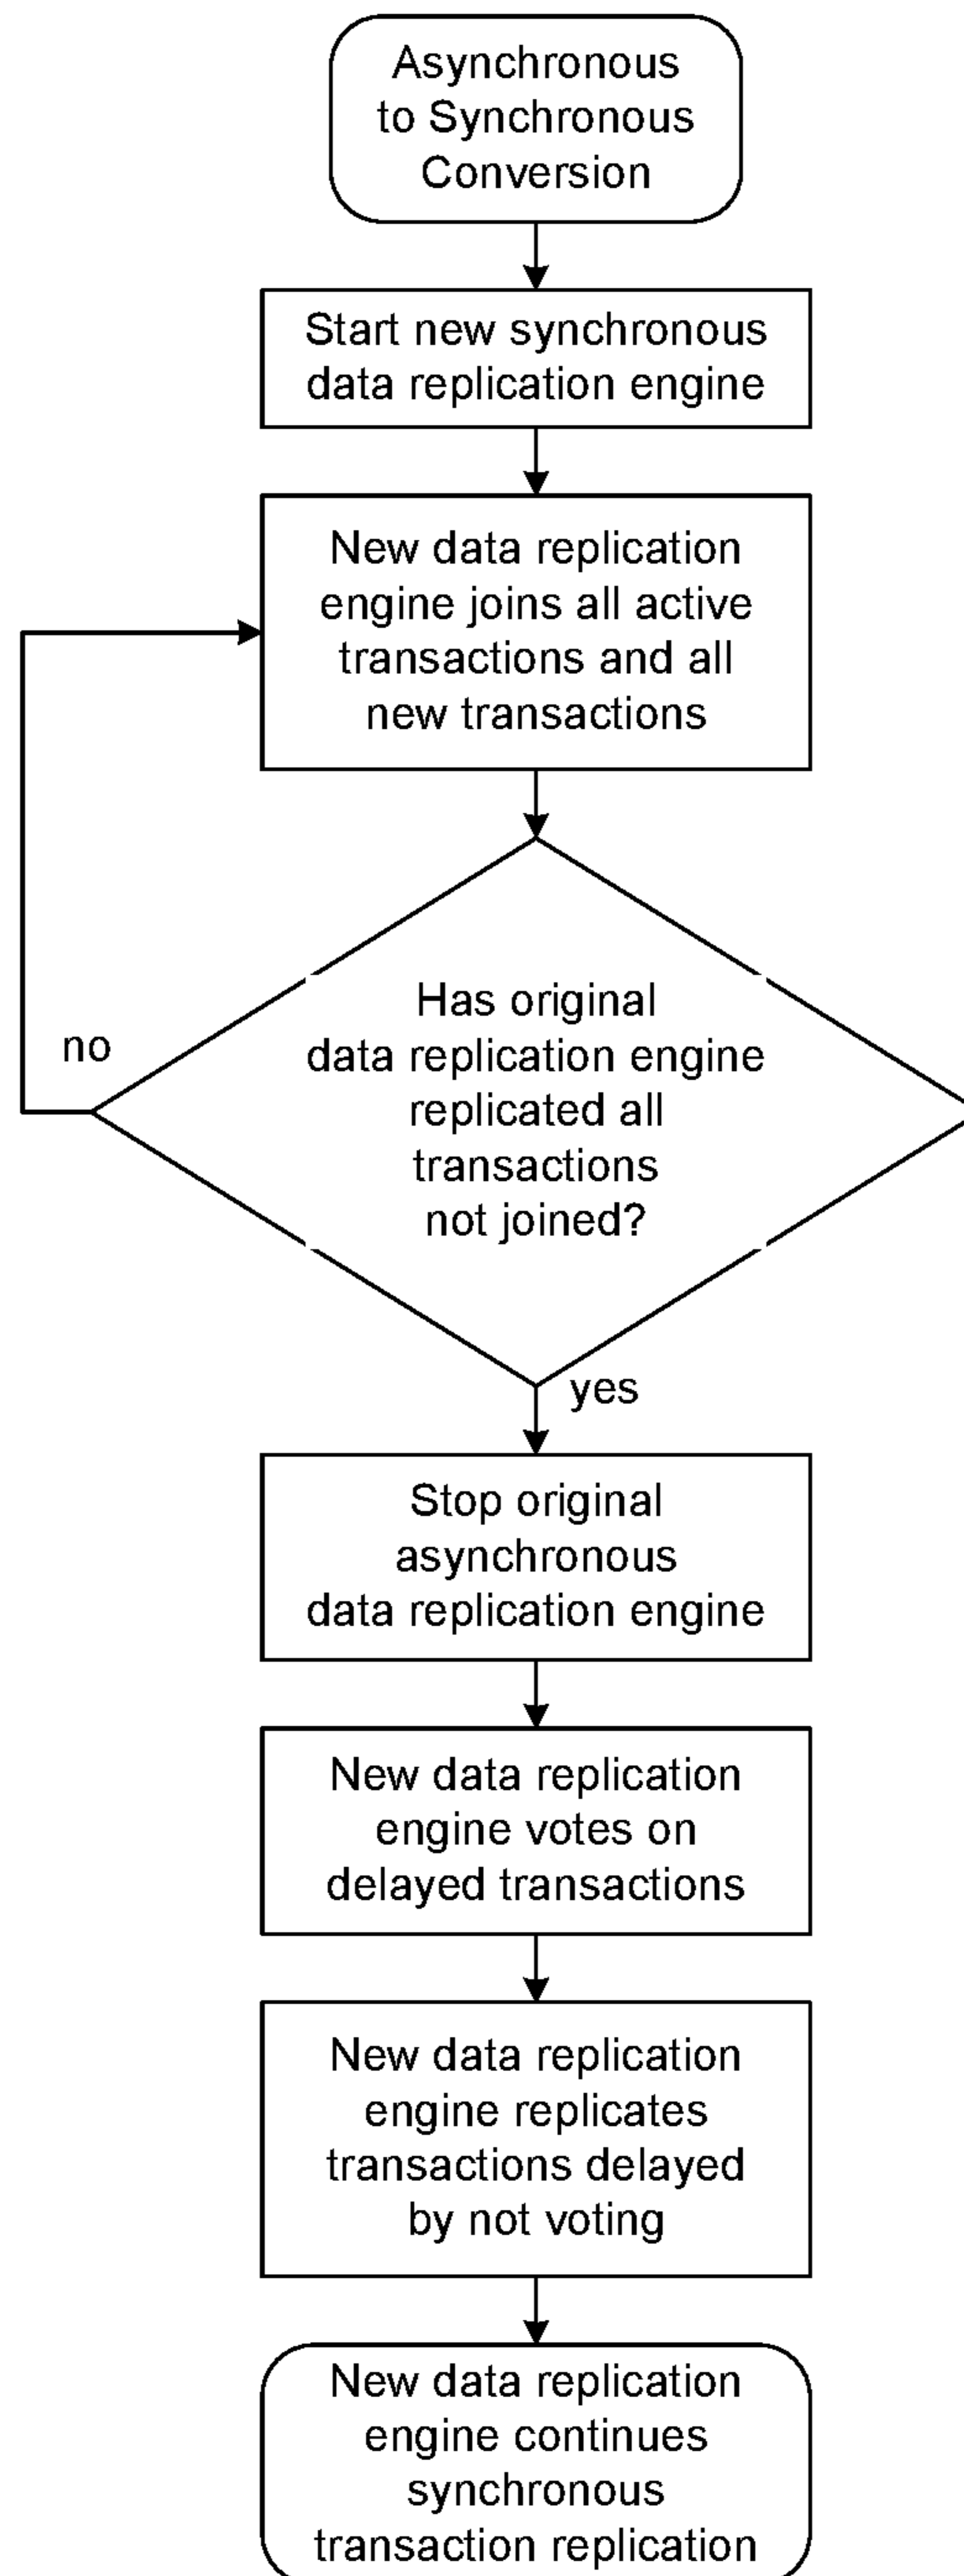 Asynchronous
to Synchronous
Conversion
Start new synchronous
data replication engine
New data replication
engine joins all active
transactions and all
new transactions
Has original
data replication engine
replicated all
transactions
not joined?
no
yes
Stop original
asynchronous
data replication engine
New data replication
engine votes on
delayed transactions
New data replication
engine replicates
transactions delayed
by not voting
New data replication
engine continues
synchronous
transaction replication